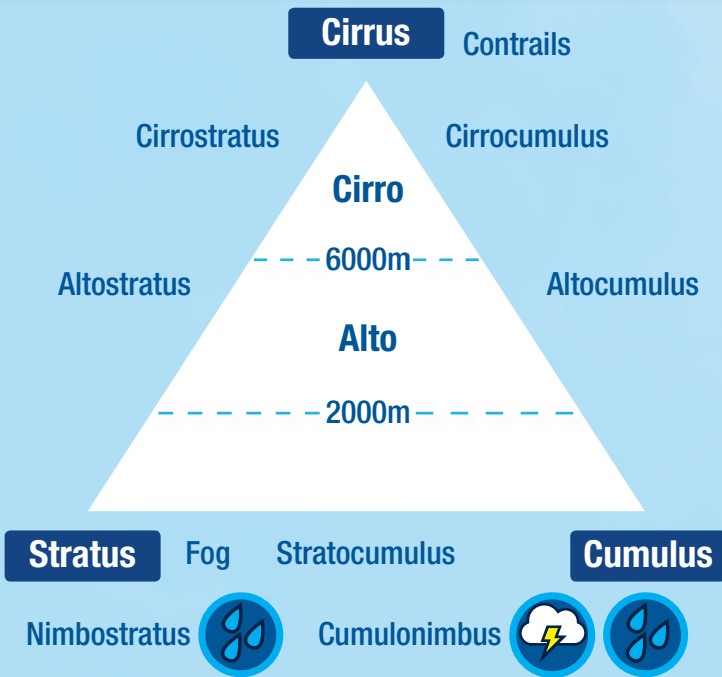 Cirrus
Contrails
Cirrostratus
Cirrocumulus
Cirro
6000m
Altostratus
Altocumulus
Alto
2000m
Stratus
Fog
Stratocumulus
Cumulus
Nimbostratus
Cumulonimbus